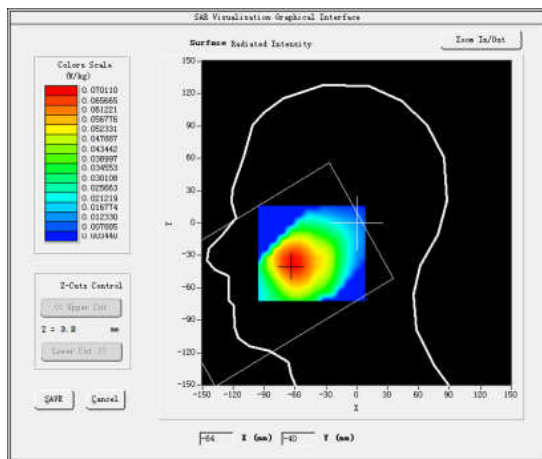 SAR Visualisation Graphical Interface
Surface Radiated Intensity
Zoom In/Out
Colors Scale
(W/kg)
0.070110
0.065665
0.061221
0.056776
0.052331
0.047887
0.043442
0.038997
0.034553
0.030108
0.025663
0.021219
0.016774
0.012330
0.007885
0.003440
150
120
90
60
30
0
-30
-60
-90
-120
-150
Y
-150 -120 -90 -60 -30 0 30 60 90 120 150
X
Z-Cuts Control
<< Upper Cut
Z = mm
Lower Cut >>
SAVE Cancel
-64 X (mm) -40 Y (mm)